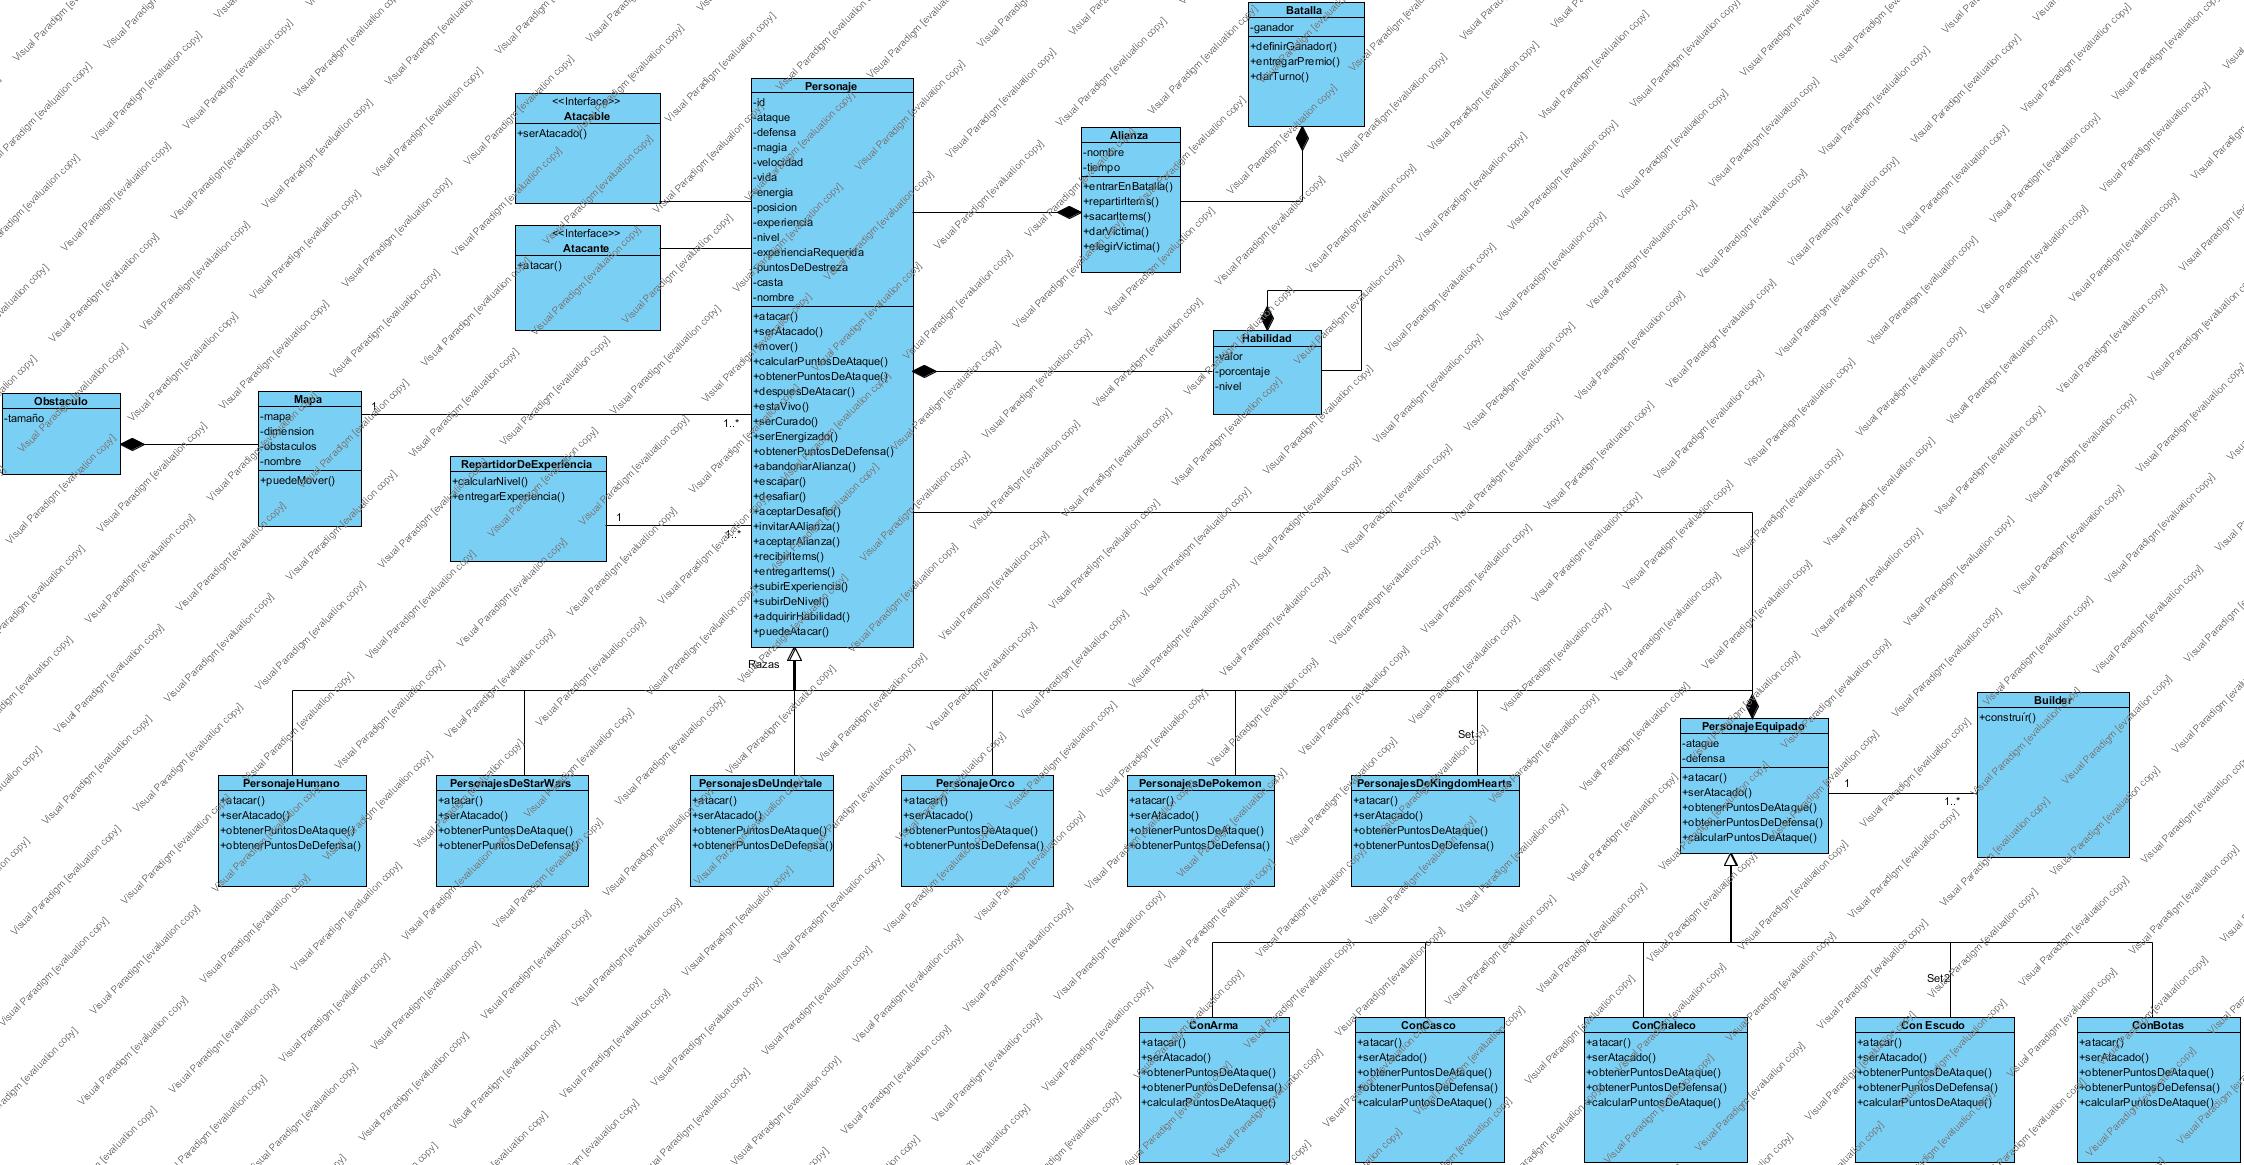 Batalla
-ganador
+definirGanador()
+entregarPremio()
+darTurno()
Personaje
-id
-ataque
-defensa
-magia
-velocidad
-vida
-energia
-posicion
-experiencia
-nivel
-experienciaRequerida
-puntosDeDestreza
-casta
-nombre
+atacar()
+serAtacado()
+mover()
+calcularPuntosDeAtaque()
+obtenerPuntosDeAtaque()
+despuesDeAtacar()
+estaVivo()
+serCurado()
+serEnergizado()
+obtenerPuntosDeDefensa()
+abandonarAlianza()
+escapar()
+desafiar()
+aceptarDesafio()
+invitarAAlianza()
+aceptarAlianza()
+recibirItems()
+entregarItems()
+subirExperiencia()
+subirDeNivel()
+adquirirHabilidad()
+puedeAtacar()
<<Interface>>
Atacable
+serAtacado()
<<Interface>>
Atacante
+atacar()
Alianza
-nombre
-tiempo
+entrarEnBatalla()
+repartirItems()
+sacarItems()
+darVictima()
+elegirVictima()
Habilidad
-valor
-porcentaje
-nivel
Obstaculo
-tamaño
Mapa
-mapa
-dimension
-obstaculos
-nombre
+puedeMover()
1
1..*
RepartidorDeExperiencia
+calcularNivel()
+entregarExperiencia()
1
1..*
Razas
Set
PersonajeHumano
+atacar()
+serAtacado()
+obtenerPuntosDeAtaque()
+obtenerPuntosDeDefensa()
PersonajesDeStarWars
+atacar()
+serAtacado()
+obtenerPuntosDeAtaque()
+obtenerPuntosDeDefensa()
PersonajesDeUndertale
+atacar()
+serAtacado()
+obtenerPuntosDeAtaque()
+obtenerPuntosDeDefensa()
PersonajeOrco
+atacar()
+serAtacado()
+obtenerPuntosDeAtaque()
+obtenerPuntosDeDefensa()
PersonajesDePokemon
+atacar()
+serAtacado()
+obtenerPuntosDeAtaque()
+obtenerPuntosDeDefensa()
PersonajesDeKingdomHearts
+atacar()
+serAtacado()
+obtenerPuntosDeAtaque()
+obtenerPuntosDeDefensa()
PersonajeEquipado
-ataque
-defensa
+atacar()
+serAtacado()
+obtenerPuntosDeAtaque()
+obtenerPuntosDeDefensa()
+calcularPuntosDeAtaque()
1
1..*
Builder
+construír()
Set2
ConArma
+atacar()
+serAtacado()
+obtenerPuntosDeAtaque()
+obtenerPuntosDeDefensa()
+calcularPuntosDeAtaque()
ConCasco
+atacar()
+serAtacado()
+obtenerPuntosDeAtaque()
+obtenerPuntosDeDefensa()
+calcularPuntosDeAtaque()
ConChaleco
+atacar()
+serAtacado()
+obtenerPuntosDeAtaque()
+obtenerPuntosDeDefensa()
+calcularPuntosDeAtaque()
Con Escudo
+atacar()
+serAtacado()
+obtenerPuntosDeAtaque()
+obtenerPuntosDeDefensa()
+calcularPuntosDeAtaque()
ConBotas
+atacar()
+serAtacado()
+obtenerPuntosDeAtaque()
+obtenerPuntosDeDefensa()
+calcularPuntosDeAtaque()
Visual Paradigm [evaluation copy]